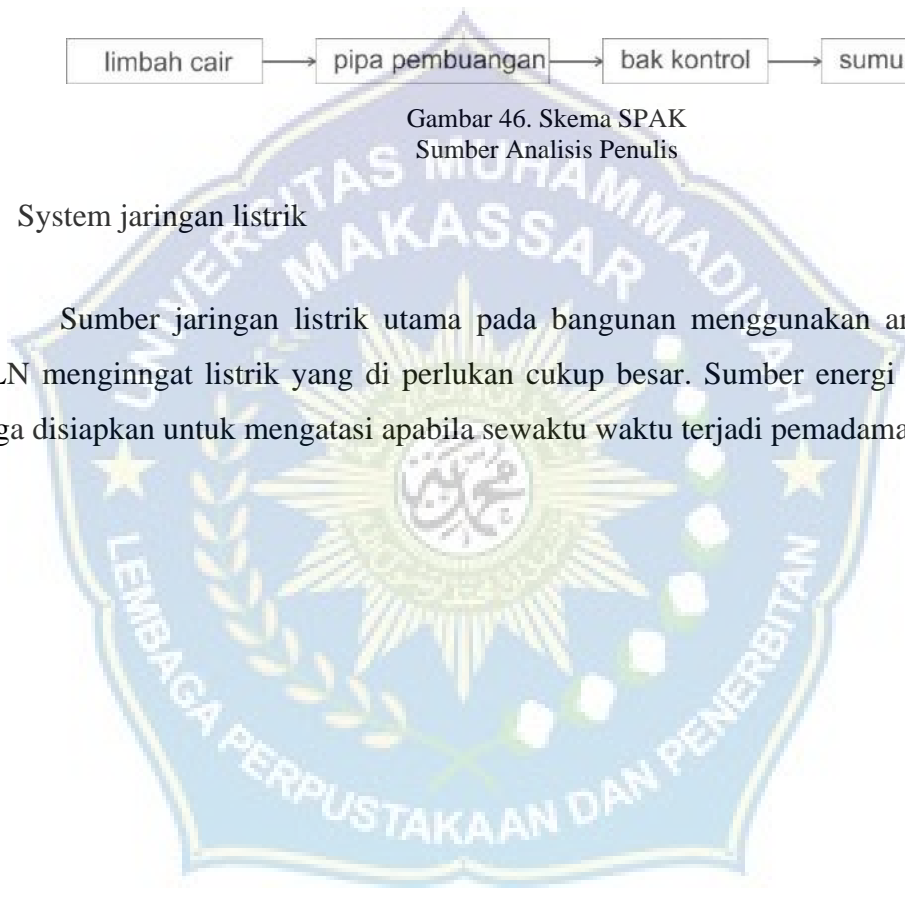 limbah cair → pipa pembuangan → bak kontrol → sumu
Gambar 46. Skema SPAK
Sumber Analisis Penulis
System jaringan listrik
Sumber jaringan listrik utama pada bangunan menggunakan ar
LN menginngat listrik yang di perlukan cukup besar. Sumber energi
ga disiapkan untuk mengatasi apabila sewaktu waktu terjadi pemadama
UNIVERSITAS MUHAMMADIYAH
MAKASSAR
LEMBAGA PERPUSTAKAAN DAN PENERBITAN